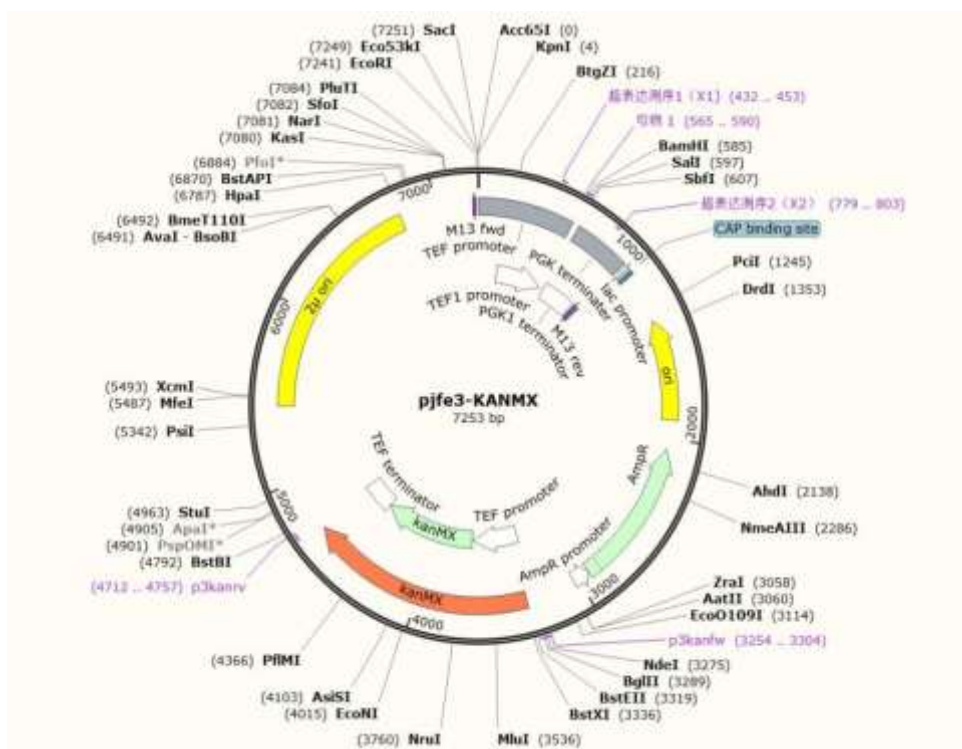 (7251) SacI
(7249) Eco53kI
(7241) EcoRI
(7084) PluTI
(7082) SfoI
(7081) NarI
(7080) KasI
(6884) PfoI*
(6870) BstAPI
(6787) HpaI
(6492) BmeT110I
(6491) AvaI - BsoBI
Acc65I (0)
KpnI (4)
BtgZI (216)
超表达测序1（X1） (432 .. 453)
引物 1 (565 .. 590)
BamHI (585)
SalI (597)
SbfI (607)
超表达测序2（X2） (779 .. 803)
CAP binding site
PciI (1245)
DrdI (1353)
7000
1000
6000
2000
5000
3000
4000
M13 fwd
TEF promoter
PGK terminater
lac promoter
TEF1 promoter
PGK1 terminator
M13 rev
2μ ori
ori
pjfe3-KANMX
7253 bp
(5493) XcmI
(5487) MfeI
(5342) PsiI
(4963) StuI
(4905) ApaI*
(4901) PspOMI*
(4792) BstBI
(4712 .. 4757) p3kanrv
TEF terminator
kanMX
TEF promoter
AmpR promoter
AmpR
kanMX
AhdI (2138)
NmeAIII (2286)
ZraI (3058)
AatII (3060)
EcoO109I (3114)
p3kanfw (3254 .. 3304)
NdeI (3275)
BglII (3289)
BstEII (3319)
BstXI (3336)
(4366) PflMI
(4103) AsiSI
(4015) EcoNI
(3760) NruI
MluI (3536)